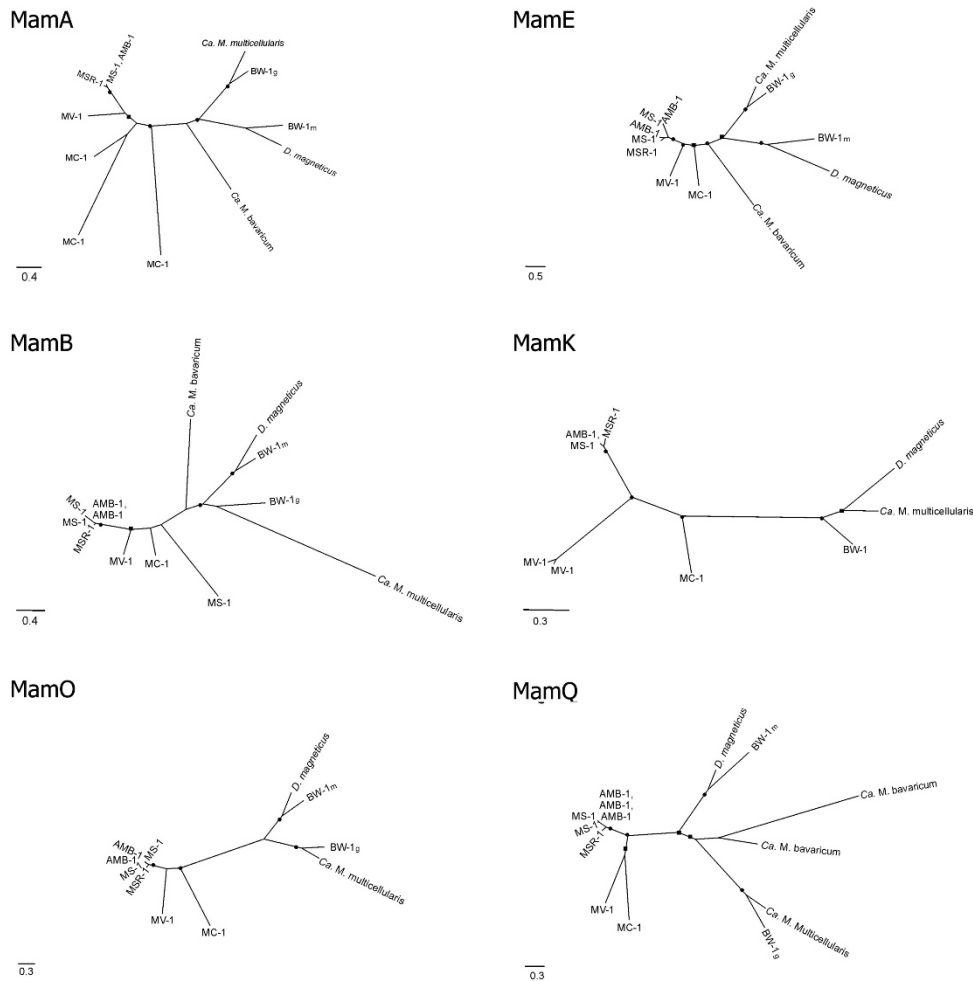 MamA
MS-1, AMB-1
MSR-1
MV-1
MC-1
MC-1
MC-1
Ca. M. multicellularis
BW-1g
BW-1m
D. magneticus
Ca. M. bavaricum
0.4
MamE
MS-1
AMB-1
AMB-1
MS-1
MSR-1
MV-1
MC-1
Ca. M. multicellularis
BW-1g
BW-1m
D. magneticus
Ca. M. bavaricum
0.5
MamB
Ca. M. bavaricum
D. magneticus
BW-1m
BW-1g
Ca. M. multicellularis
MS-1
AMB-1,
AMB-1
MS-1
MSR-1
MV-1
MC-1
MS-1
0.4
MamK
AMB-1,
MS-1
MSR-1
MV-1
MV-1
MC-1
D. magneticus
Ca. M. multicellularis
BW-1
0.3
MamO
D. magneticus
BW-1m
BW-1g
Ca. M. multicellularis
AMB-1
AMB-1
MS-1
MS-1
MSR-1
MV-1
MC-1
0.3
MamQ
D. magneticus
BW-1m
AMB-1,
AMB-1,
AMB-1
MS-1
MS-1
MSR-1
MV-1
MC-1
Ca. M. bavaricum
Ca. M. bavaricum
Ca. M. Multicellularis
BW-1g
0.3